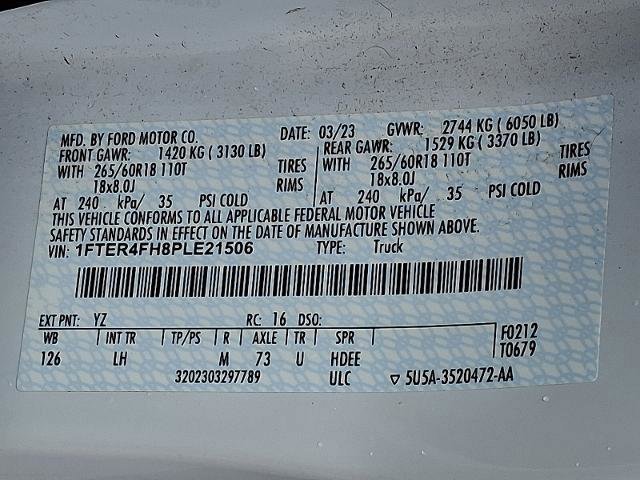 MFD. BY FORD MOTOR CO. DATE: 03/23 GVWR: 2744 KG ( 6050 LB)
FRONT GAWR: 1420 KG ( 3130 LB) REAR GAWR: 1529 KG ( 3370 LB)
WITH 265/60R18 110T TIRES WITH 265/60R18 110T TIRES
18x8.0J RIMS 18x8.0J RIMS
AT 240 kPa/ 35 PSI COLD AT 240 kPa/ 35 PSI COLD
THIS VEHICLE CONFORMS TO ALL APPLICABLE FEDERAL MOTOR VEHICLE
SAFETY STANDARDS IN EFFECT ON THE DATE OF MANUFACTURE SHOWN ABOVE.
VIN: 1FTER4FH8PLE21506 TYPE: Truck
EXT PNT: YZ RC: 16 DSO:
WB INT TR TP/PS R AXLE TR SPR F0212
126 LH M 73 U HDEE T0679
3202303297789 ULC ▽ 5U5A-3520472-AA